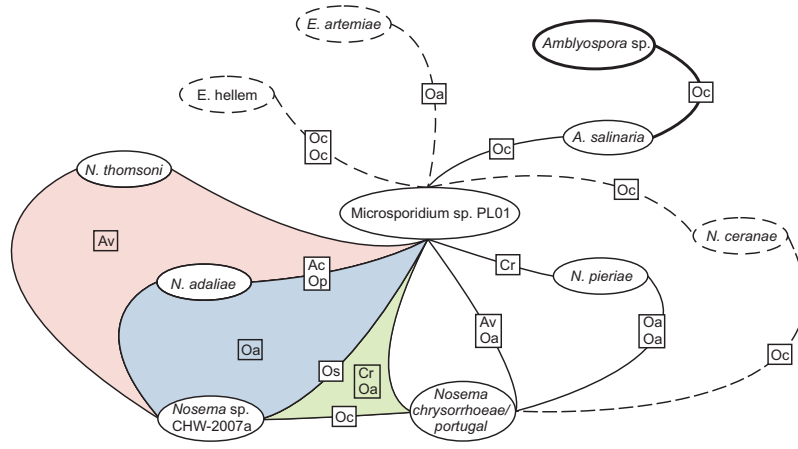 E. artemiae
Amblyospora sp.
E. hellem
Oa
Oc
Oc
Oc
Oc
A. salinaria
N. thomsoni
Oc
Microsporidium sp. PL01
Av
N. ceranae
Ac
Op
Cr
N. pieriae
N. adaliae
Av
Oa
Oa
Oa
Oa
Oc
Os
Cr
Oa
Nosema sp.
CHW-2007a
Oc
Nosema
chrysorrhoeae/
portugal